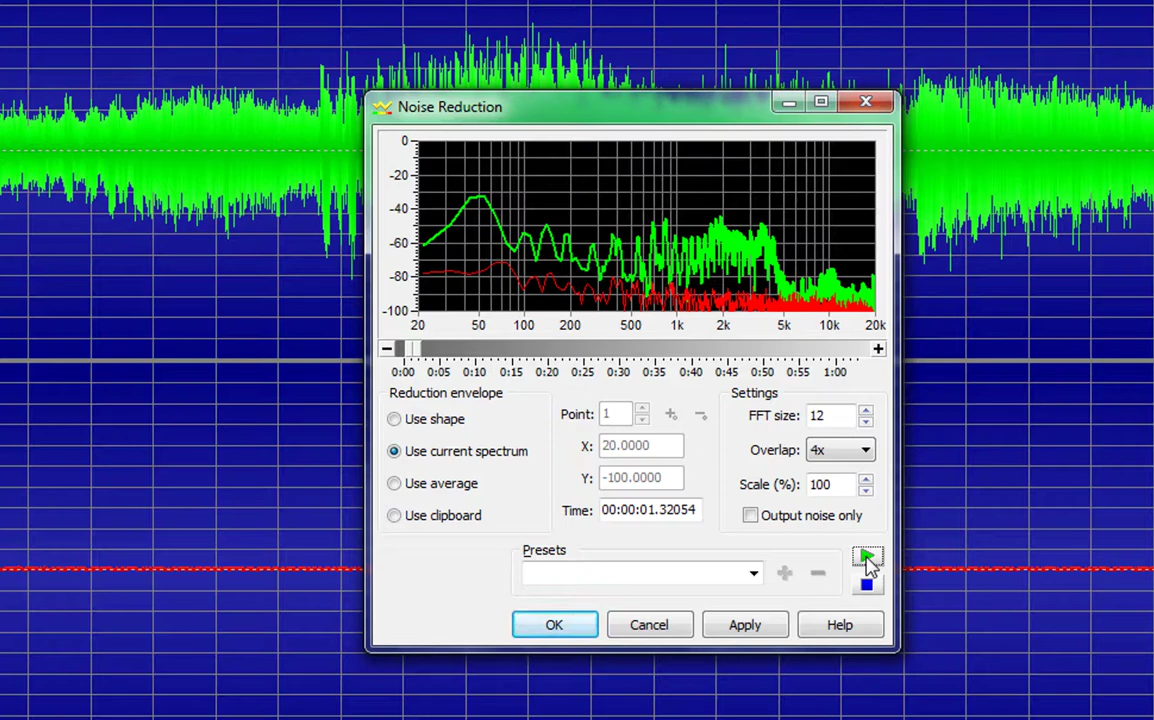 Noise Reduction
0
-20
-40
-60
-80
-100
20 50 100 200 500 1k 2k 5k 10k 20k
0:00 0:05 0:10 0:15 0:20 0:25 0:30 0:35 0:40 0:45 0:50 0:55 1:00
Reduction envelope
Use shape
Use current spectrum
Use average
Use clipboard
Point: 1
X: 20.0000
Y: -100.0000
Time: 00:00:01.32054
Settings
FFT size: 12
Overlap: 4x
Scale (%): 100
Output noise only
Presets
OK Cancel Apply Help